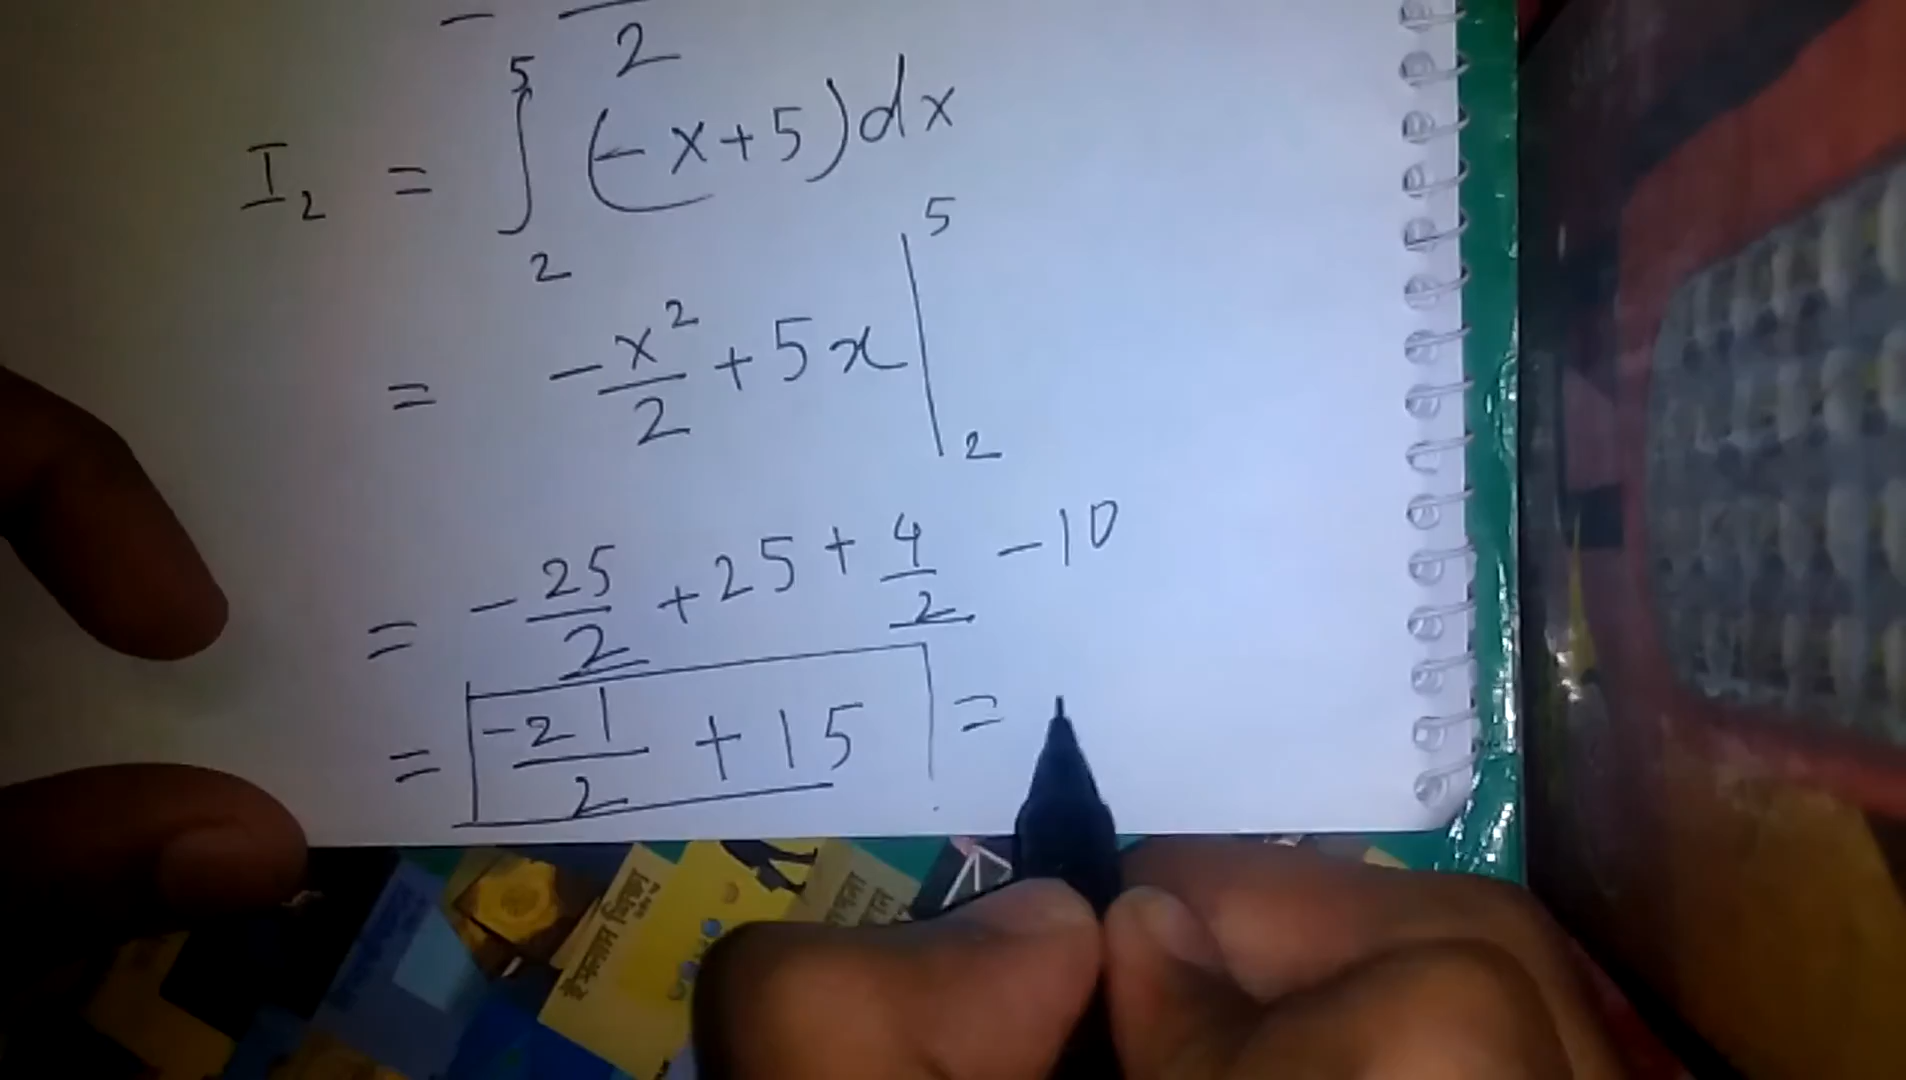 - — 2
I₂ = ∫₂⁵ (-x+5)dx
= -x²/2 + 5x |₂⁵
= -25/2 + 25 + 4/2 - 10
= -21/2 + 15 =